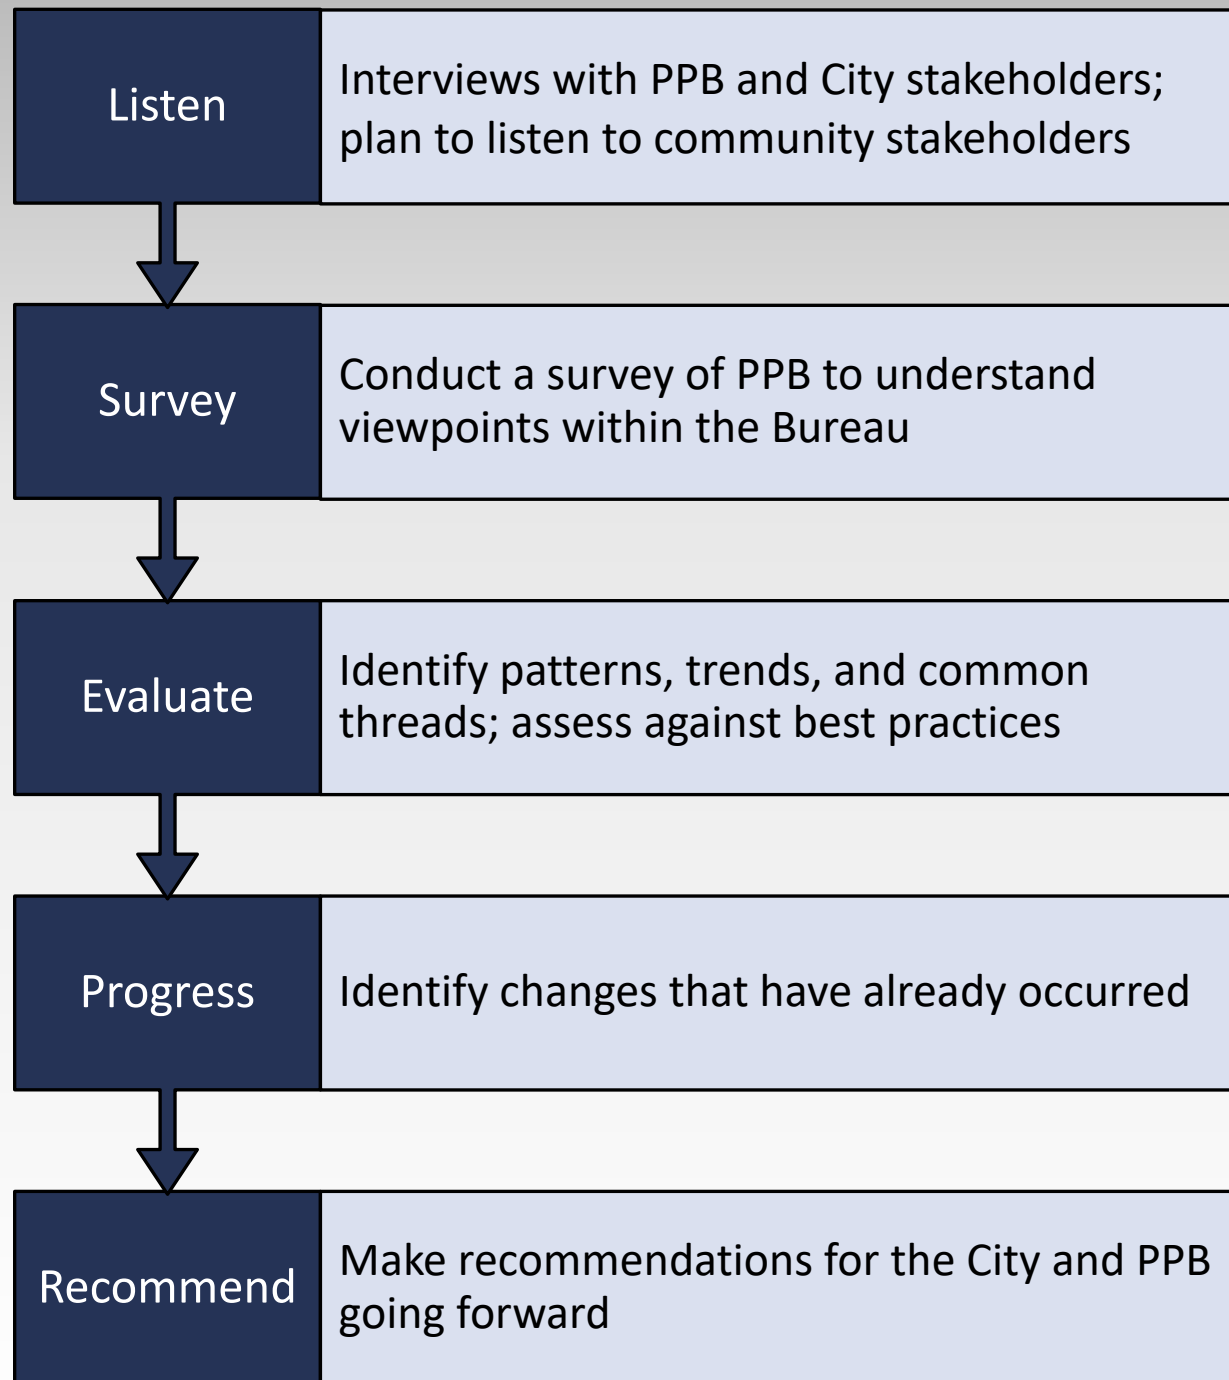 Listen
Interviews with PPB and City stakeholders;
plan to listen to community stakeholders
Survey
Conduct a survey of PPB to understand
viewpoints within the Bureau
Evaluate
Identify patterns, trends, and common
threads; assess against best practices
Progress
Identify changes that have already occurred
Recommend
Make recommendations for the City and PPB
going forward